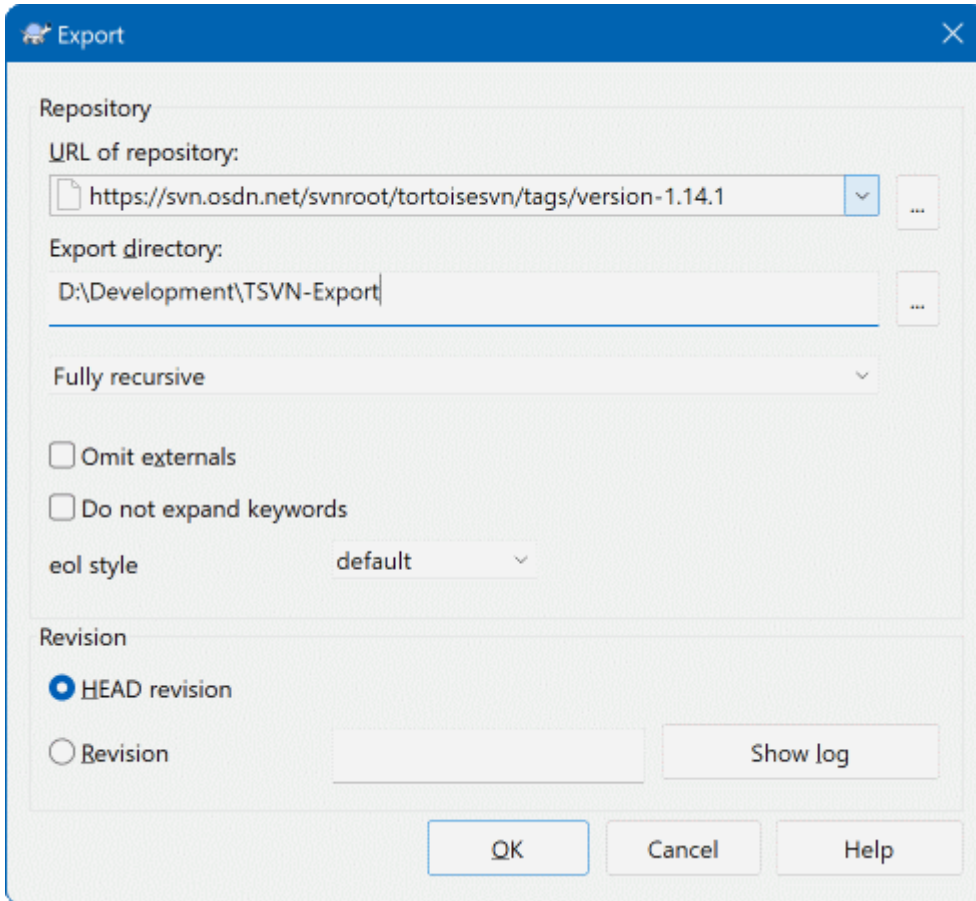 Export
Repository
URL of repository:
https://svn.osdn.net/svnroot/tortoisesvn/tags/version-1.14.1
...
Export directory:
D:\Development\TSVN-Export
...
Fully recursive
Omit externals
Do not expand keywords
eol style default
Revision
HEAD revision
Revision Show log
OK Cancel Help